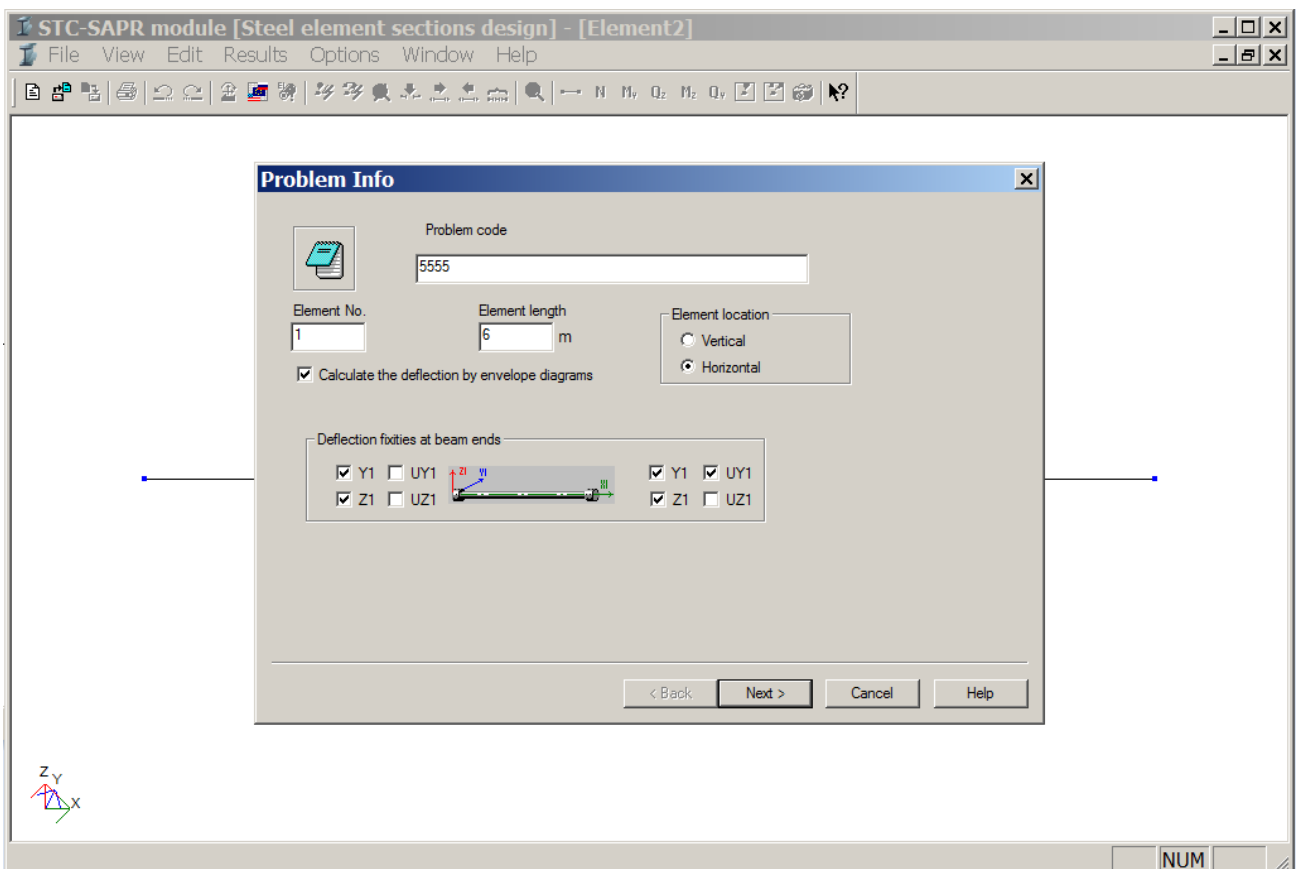 STC-SAPR module [Steel element sections design] - [Element2]
File View Edit Results Options Window Help
N My Qz Mz Qy
Problem Info
Problem code
5555
Element No. Element length Element location
1 6 m Vertical
Calculate the deflection by envelope diagrams Horizontal
Deflection fixities at beam ends
Y1 UY1 Z1 Y1 X1 Y1 UY1
Z1 UZ1 Z1 UZ1
< Back Next > Cancel Help
Z Y
X
NUM